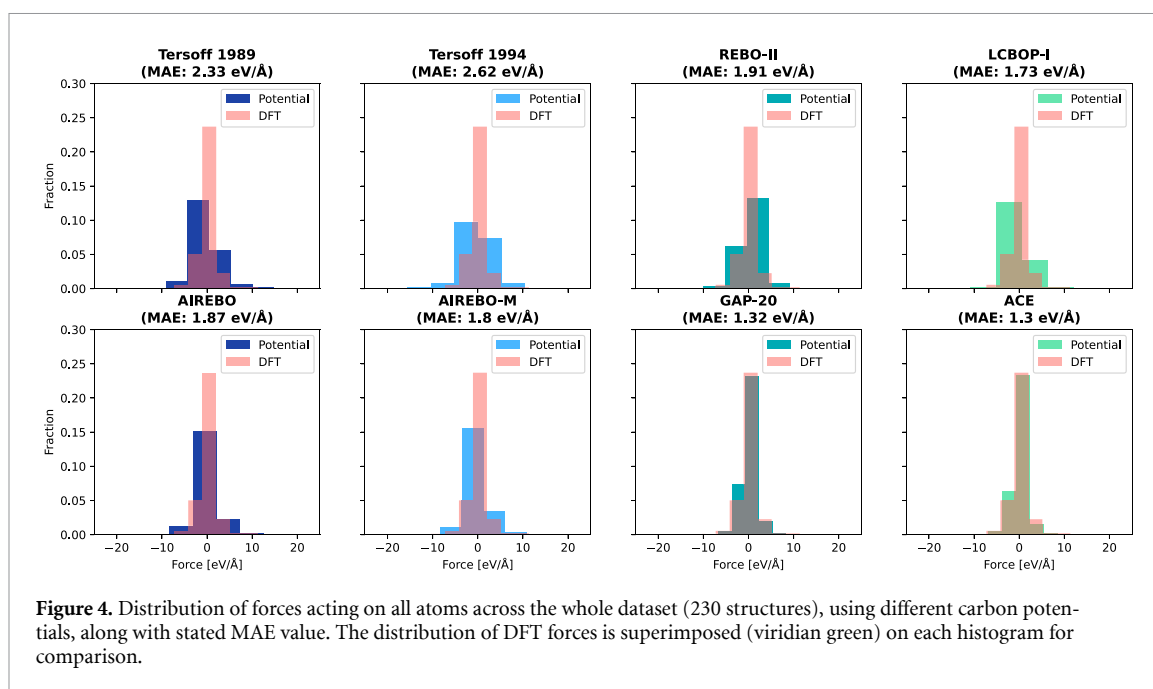 Tersoff 1989
(MAE: 2.33 eV/Å)
Tersoff 1994
(MAE: 2.62 eV/Å)
REBO-II
(MAE: 1.91 eV/Å)
LCBOP-I
(MAE: 1.73 eV/Å)
0.30
0.25
0.20
0.15
0.10
0.05
0.00
Fraction
Potential
DFT
Potential
DFT
Potential
DFT
Potential
DFT
AIREBO
(MAE: 1.87 eV/Å)
AIREBO-M
(MAE: 1.8 eV/Å)
GAP-20
(MAE: 1.32 eV/Å)
ACE
(MAE: 1.3 eV/Å)
0.30
0.25
0.20
0.15
0.10
0.05
0.00
Fraction
Potential
DFT
Potential
DFT
Potential
DFT
Potential
DFT
−20 −10 0 10 20
−20 −10 0 10 20
−20 −10 0 10 20
−20 −10 0 10 20
Force [eV/Å]
Force [eV/Å]
Force [eV/Å]
Force [eV/Å]
Figure 4. Distribution of forces acting on all atoms across the whole dataset (230 structures), using different carbon poten-
tials, along with stated MAE value. The distribution of DFT forces is superimposed (viridian green) on each histogram for
comparison.